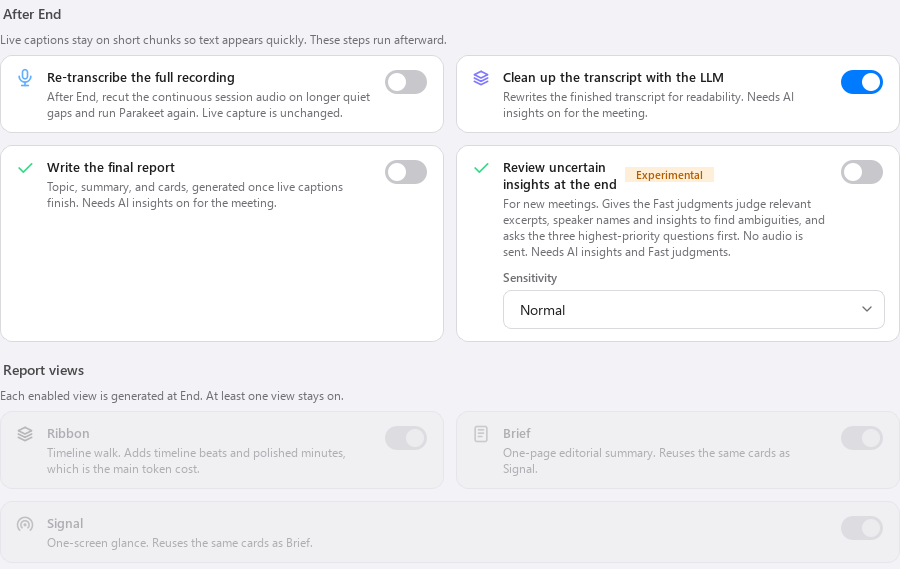 After End
Live captions stay on short chunks so text appears quickly. These steps run afterward.
Re-transcribe the full recording
After End, recut the continuous session audio on longer quiet
gaps and run Parakeet again. Live capture is unchanged.
Clean up the transcript with the LLM
Rewrites the finished transcript for readability. Needs AI
insights on for the meeting.
Write the final report
Topic, summary, and cards, generated once live captions
finish. Needs AI insights on for the meeting.
Review uncertain
insights at the end
Experimental
For new meetings. Gives the Fast judgments judge relevant
excerpts, speaker names and insights to find ambiguities, and
asks the three highest-priority questions first. No audio is
sent. Needs AI insights and Fast judgments.
Sensitivity
Normal
Report views
Each enabled view is generated at End. At least one view stays on.
Ribbon
Timeline walk. Adds timeline beats and polished minutes,
which is the main token cost.
Brief
One-page editorial summary. Reuses the same cards as
Signal.
Signal
One-screen glance. Reuses the same cards as Brief.